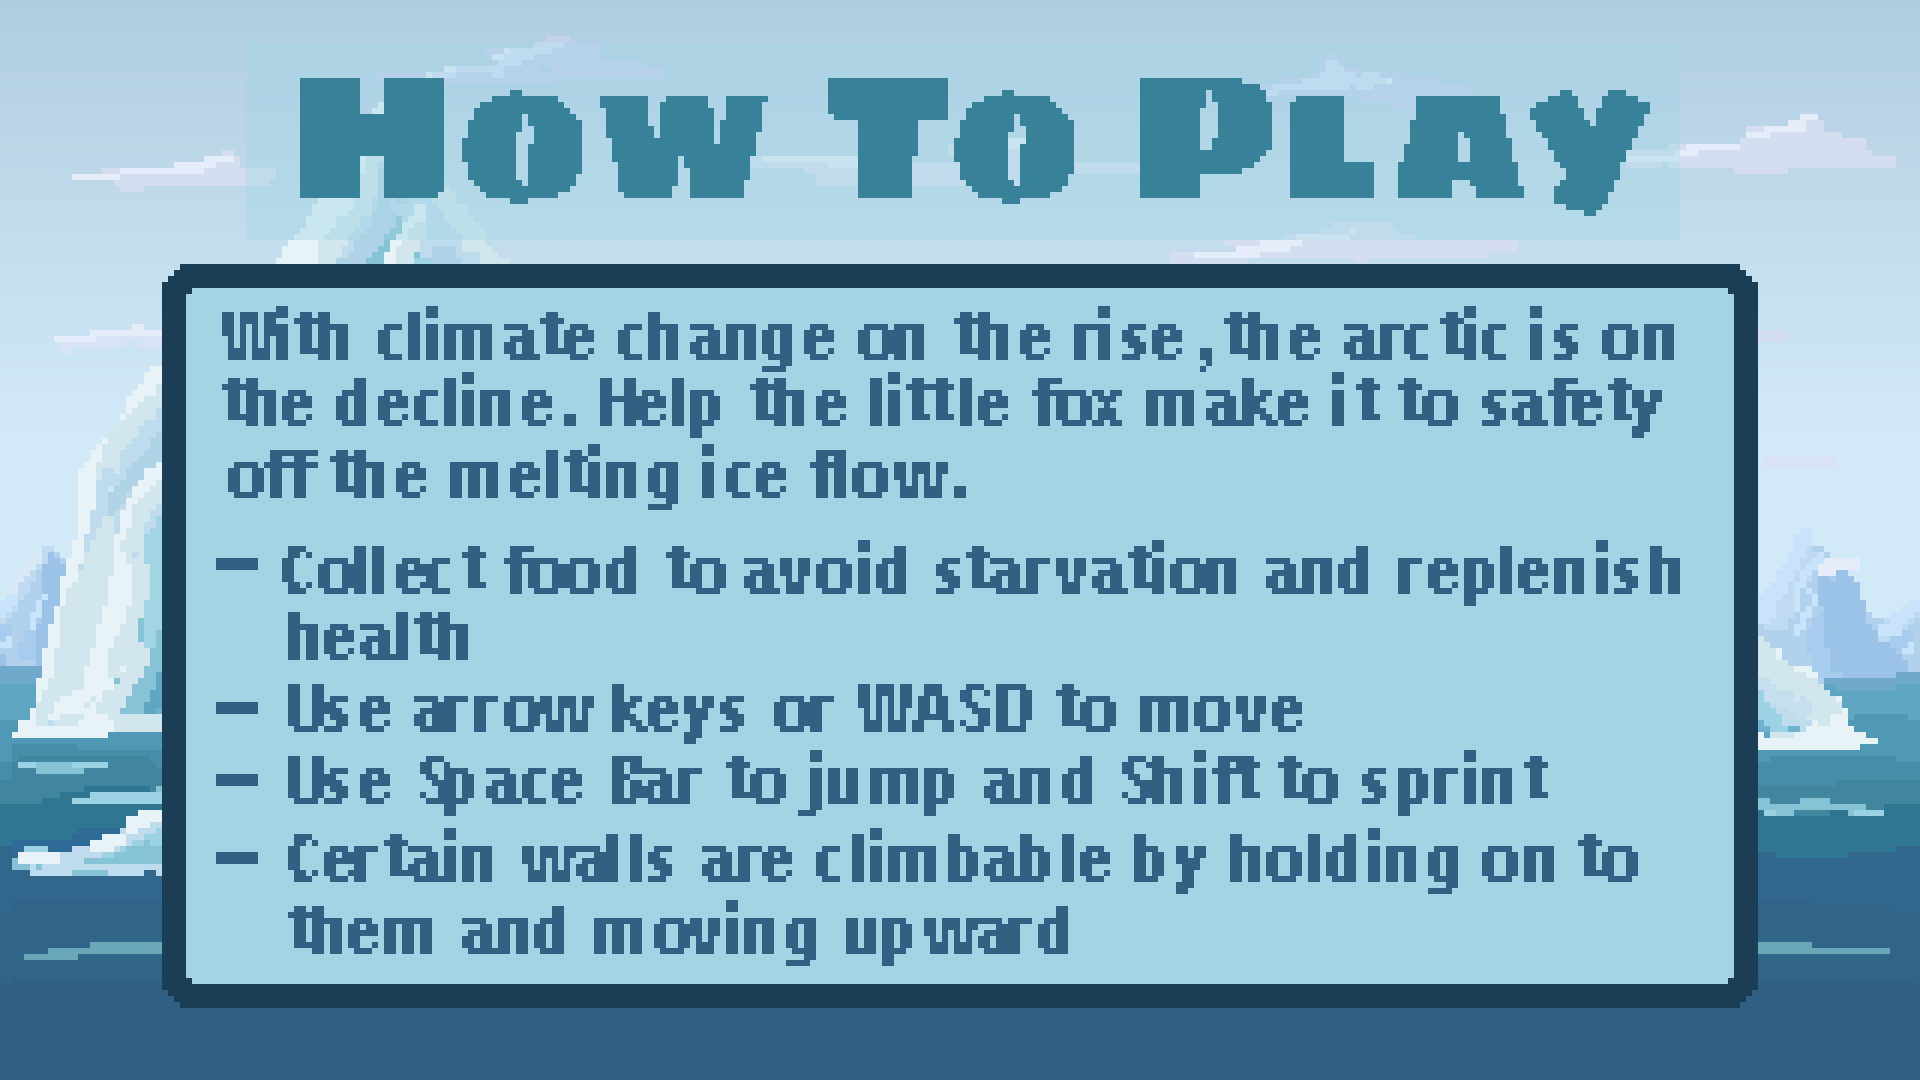 How To Play
With climate change on the rise, the arctic is on
the decline. Help the little fox make it to safety
off the melting ice flow.
– Collect food to avoid starvation and replenish
health
– Use arrow keys or WASD to move
– Use Space Bar to jump and Shift to sprint
– Certain walls are climbable by holding on to
them and moving upward